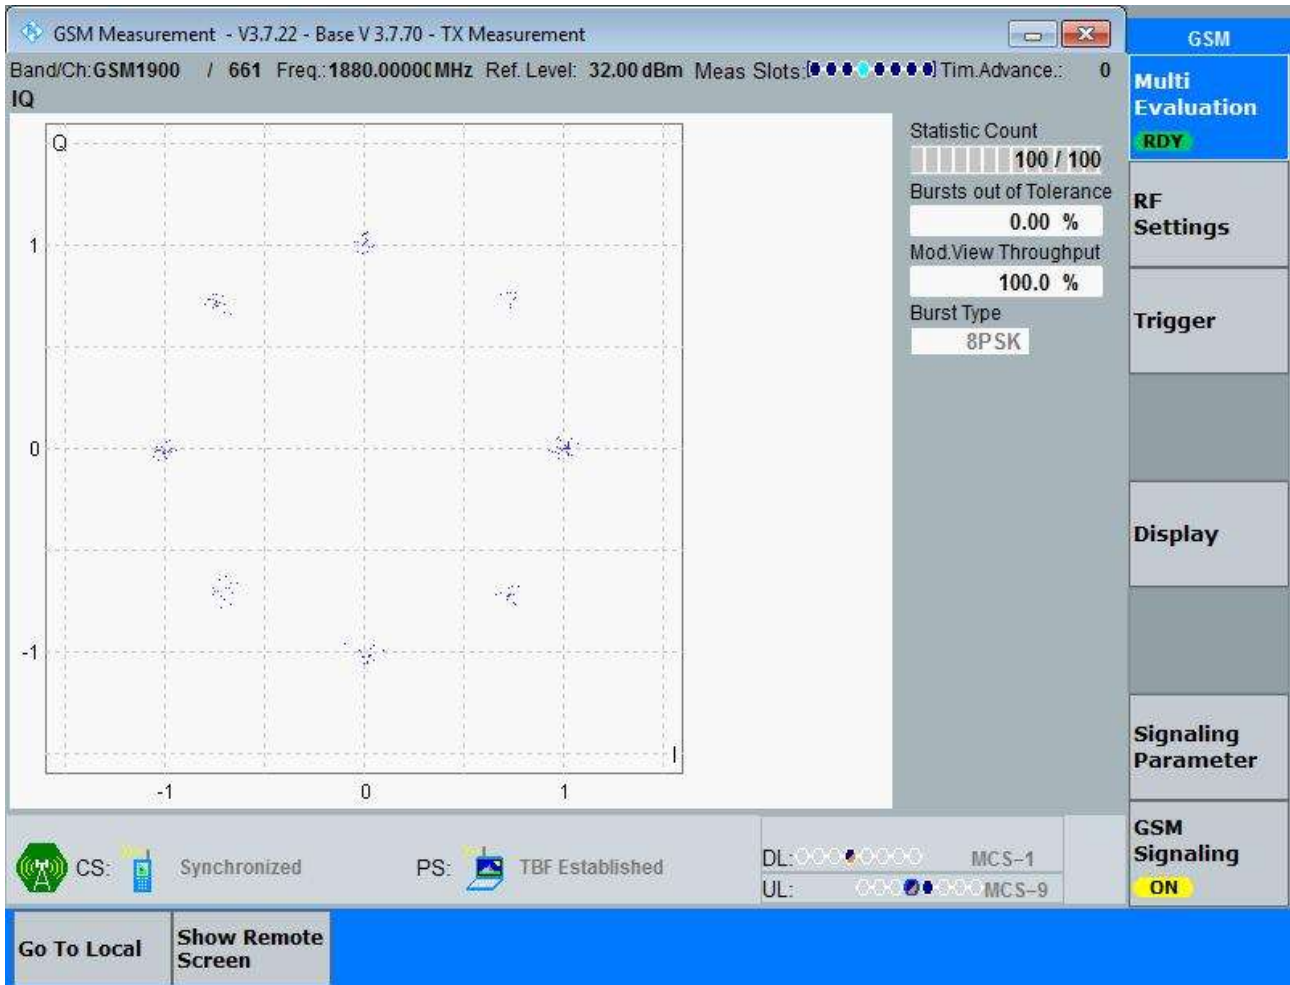 GSM Measurement - V3.7.22 - Base V 3.7.70 - TX Measurement
GSM
Band/Ch: GSM1900 / 661 Freq.: 1880.00000 MHz Ref. Level: 32.00 dBm Meas Slots: Tim.Advance.: 0
IQ
Multi
Evaluation
RDY
Q
Statistic Count
100 / 100
Bursts out of Tolerance
0.00 %
Mod.View Throughput
100.0 %
Burst Type
8PSK
RF
Settings
Trigger
Display
1
0
-1
I
-1 0 1
Signaling
Parameter
GSM
Signaling
ON
CS: Synchronized PS: TBF Established
DL: MCS-1
UL: MCS-9
Go To Local
Show Remote
Screen